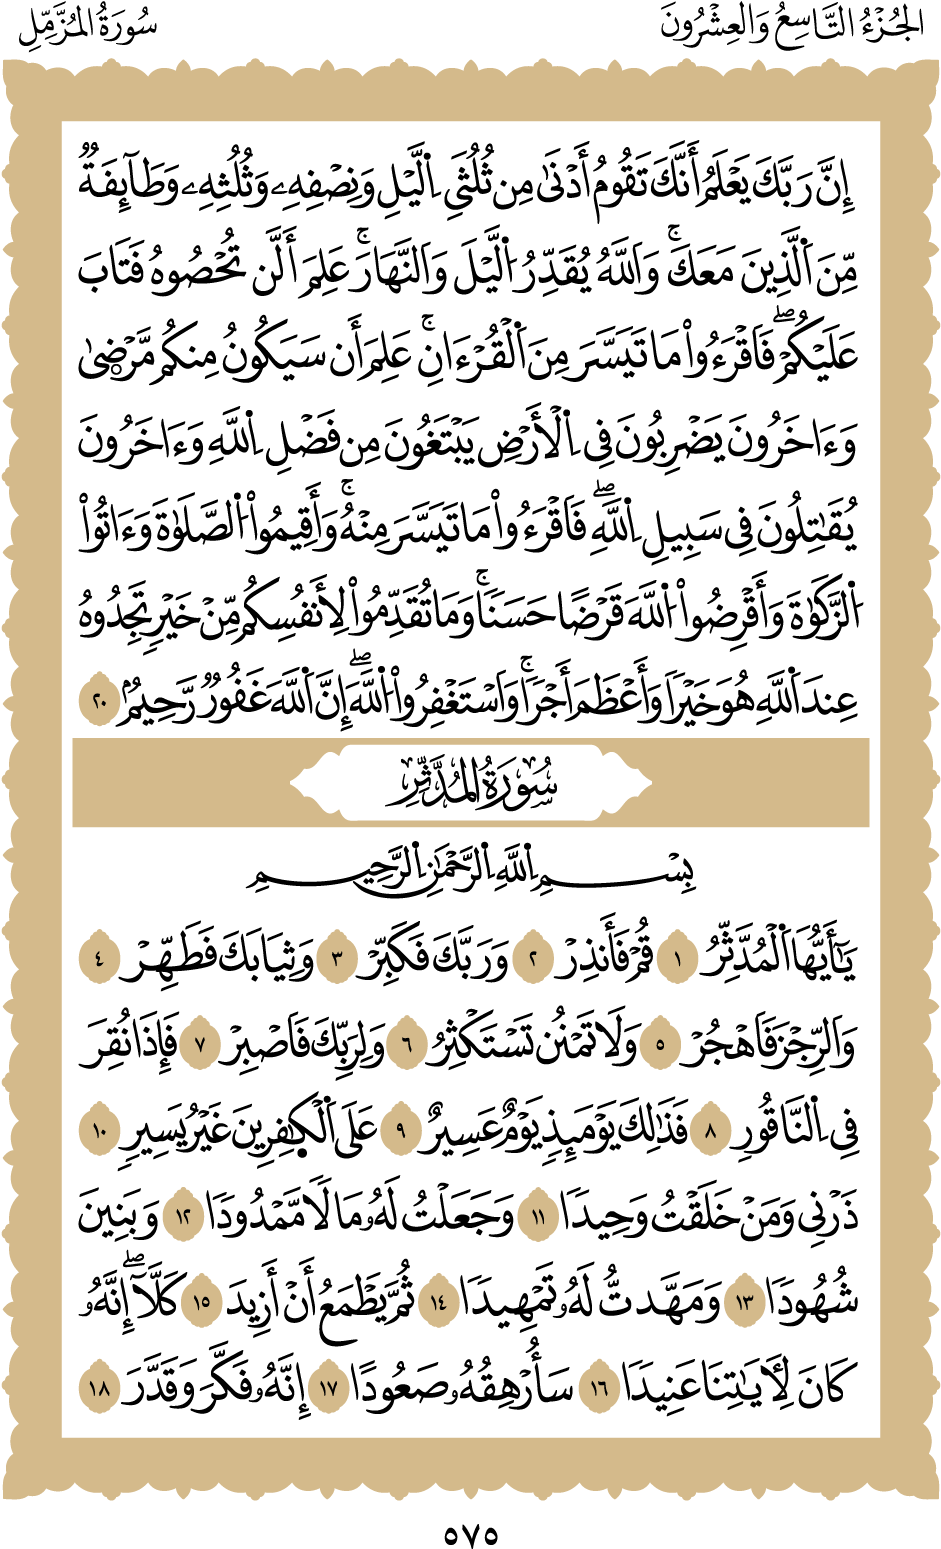 الجُزْءُ التَّاسِعُ وَالعِشْرُونَ
سُورَةُ المُزَّمِّلِ
إِنَّ رَبَّكَ يَعْلَمُ أَنَّكَ تَقُومُ أَدْنَىٰ مِن ثُلُثَيِ ٱلَّيْلِ وَنِصْفِهِۦ وَثُلُثِهِۦ وَطَآئِفَةٌ
مِّنَ ٱلَّذِينَ مَعَكَۚ وَٱللَّهُ يُقَدِّرُ ٱلَّيْلَ وَٱلنَّهَارَۚ عَلِمَ أَلَّن تُحْصُوهُ فَتَابَ
عَلَيْكُمْۖ فَٱقْرَءُوا۟ مَا تَيَسَّرَ مِنَ ٱلْقُرْءَانِۚ عَلِمَ أَن سَيَكُونُ مِنكُم مَّرْضِىٰ
وَءَاخَرُونَ يَضْرِبُونَ فِى ٱلْأَرْضِ يَبْتَغُونَ مِن فَضْلِ ٱللَّهِ وَءَاخَرُونَ
يُقَٰتِلُونَ فِى سَبِيلِ ٱللَّهِۖ فَٱقْرَءُوا۟ مَا تَيَسَّرَ مِنْهُۚ وَأَقِيمُوا۟ ٱلصَّلَوٰةَ وَءَاتُوا۟
ٱلزَّكَوٰةَ وَأَقْرِضُوا۟ ٱللَّهَ قَرْضًا حَسَنًاۚ وَمَا تُقَدِّمُوا۟ لِأَنفُسِكُم مِّنْ خَيْرٍ تَجِدُوهُ
عِندَ ٱللَّهِ هُوَ خَيْرًا وَأَعْظَمَ أَجْرًاۚ وَٱسْتَغْفِرُوا۟ ٱللَّهَۖ إِنَّ ٱللَّهَ غَفُورٌ رَّحِيمٌۢ ٢٠
سُورَةُ المُدَّثِّرِ
بِسْمِ ٱللَّهِ ٱلرَّحْمَٰنِ ٱلرَّحِيمِ
يَٰٓأَيُّهَا ٱلْمُدَّثِّرُ ١ قُمْ فَأَنذِرْ ٢ وَرَبَّكَ فَكَبِّرْ ٣ وَثِيَابَكَ فَطَهِّرْ ٤
وَٱلرِّجْزَ فَٱهْجُرْ ٥ وَلَا تَمْنُن تَسْتَكْثِرُ ٦ وَلِرَبِّكَ فَٱصْبِرْ ٧ فَإِذَا نُقِرَ
فِى ٱلنَّاقُورِ ٨ فَذَٰلِكَ يَوْمَئِذٍ يَوْمٌ عَسِيرٌ ٩ عَلَى ٱلْكَٰفِرِينَ غَيْرُ يَسِيرٍ ١٠
ذَرْنِى وَمَنْ خَلَقْتُ وَحِيدًا ١١ وَجَعَلْتُ لَهُۥ مَالًا مَّمْدُودًا ١٢ وَبَنِينَ
شُهُودًا ١٣ وَمَهَّدتُّ لَهُۥ تَمْهِيدًا ١٤ ثُمَّ يَطْمَعُ أَنْ أَزِيدَ ١٥ كَلَّآۖ إِنَّهُۥ
كَانَ لِأَيَٰتِنَا عَنِيدًا ١٦ سَأُرْهِقُهُۥ صَعُودًا ١٧ إِنَّهُۥ فَكَّرَ وَقَدَّرَ ١٨
٥٧٥